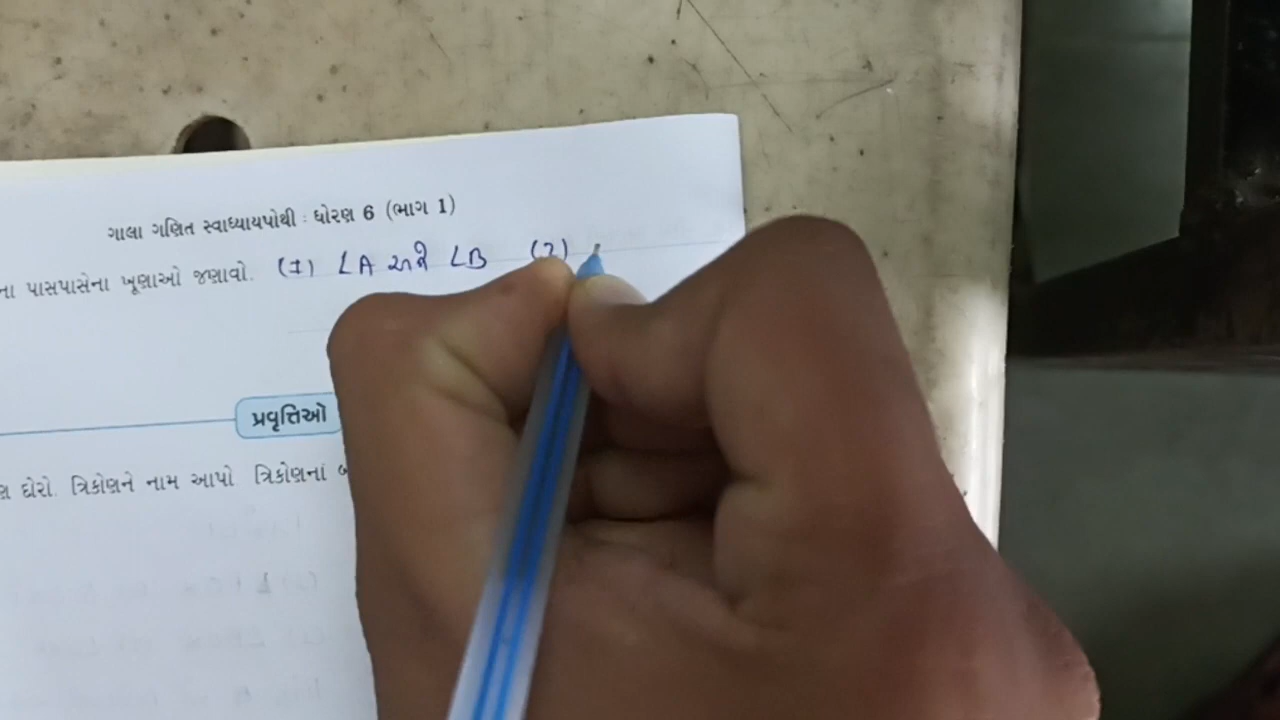 ગાલા ગણિત સ્વાધ્યાયપોથી : ધોરણ 6 (ભાગ 1)
ના પાસપાસેના ખૂણાઓ જણાવો. (1) ∠A અને ∠B (2)
પ્રવૃત્તિઓ
દોરો. ત્રિકોણને નામ આપો ત્રિકોણનાં